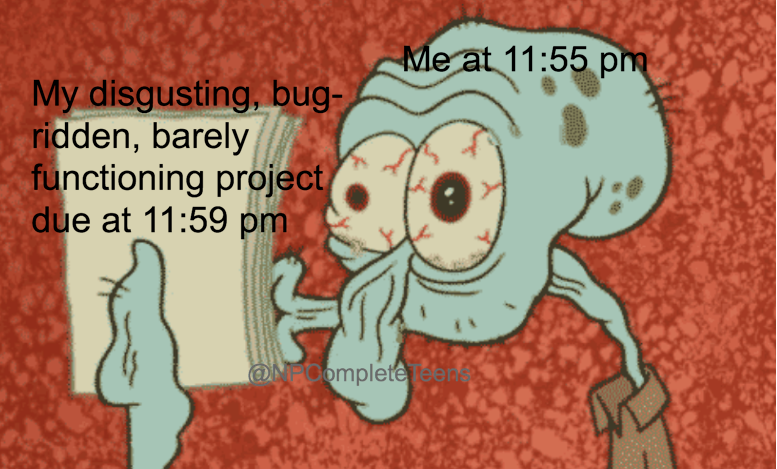 Me at 11:55 pm
My disgusting, bug-
ridden, barely
functioning project
due at 11:59 pm
@NPCompleteTeens